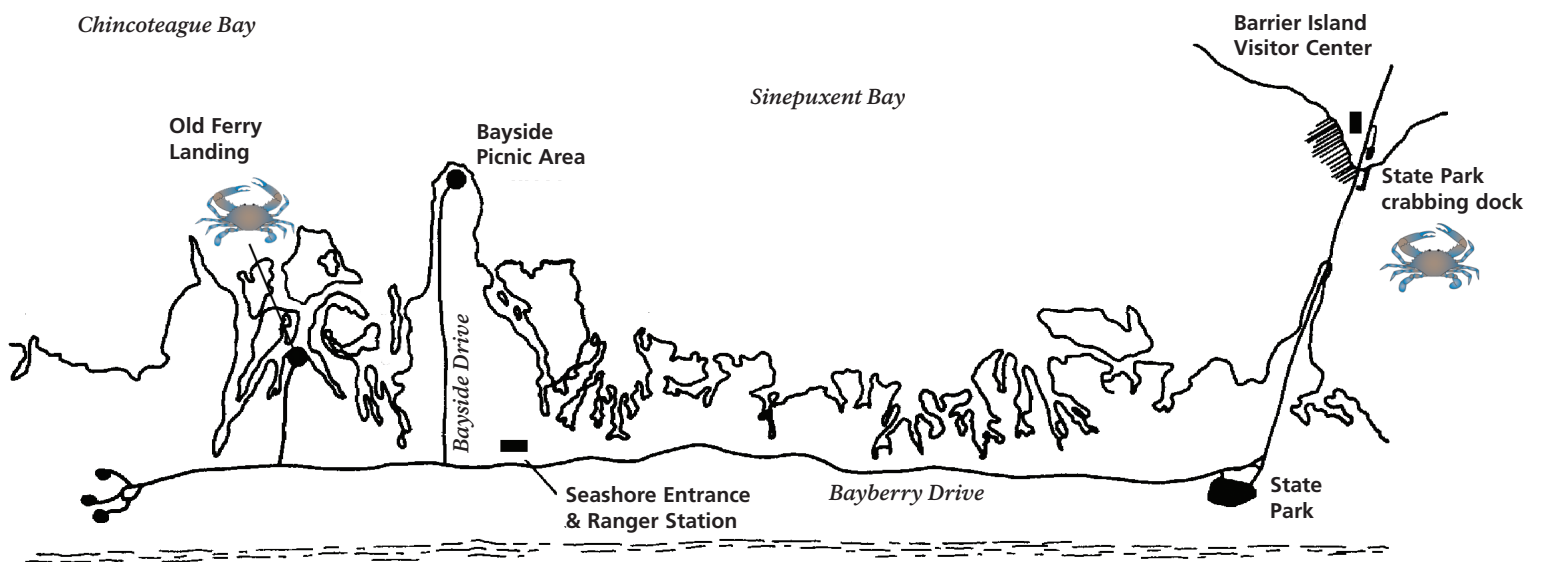 Chincoteague Bay
Barrier Island
Visitor Center
Sinepuxent Bay
Old Ferry
Landing
Bayside
Picnic Area
State Park
crabbing dock
Bayside Drive
Seashore Entrance
& Ranger Station
Bayberry Drive
State
Park